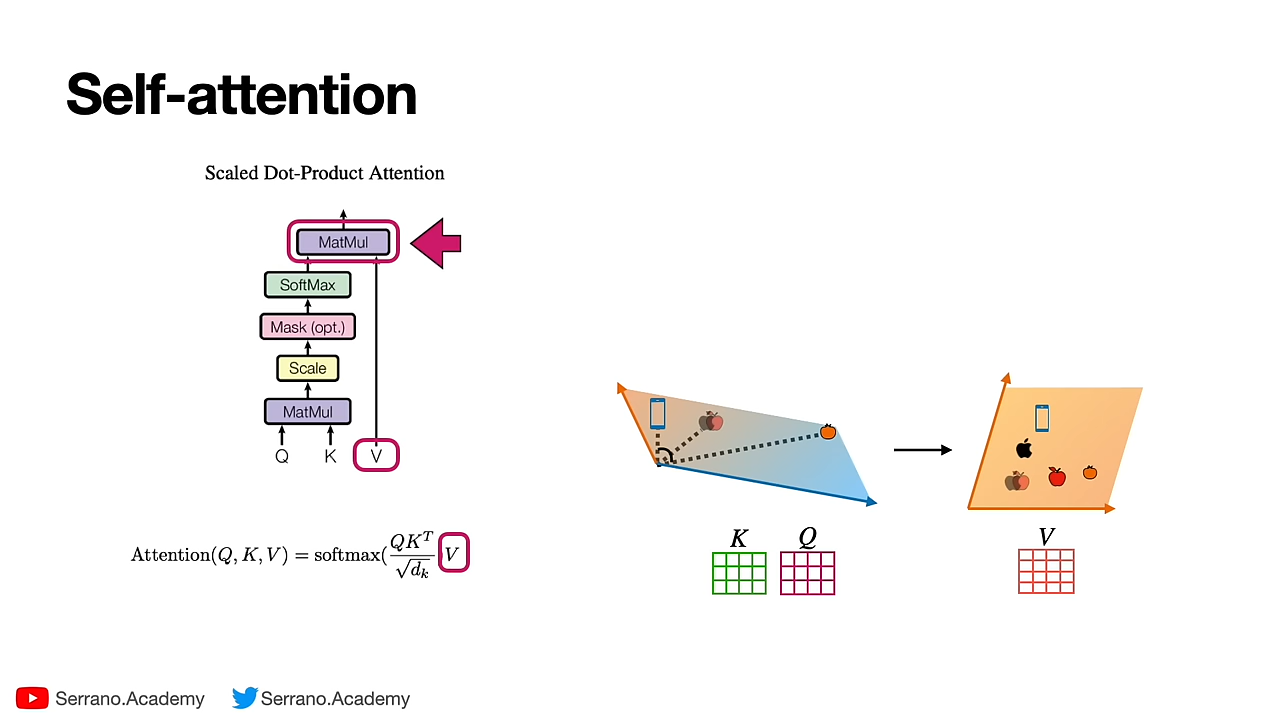 Self-attention
Scaled Dot-Product Attention
MatMul
SoftMax
Mask (opt.)
Scale
MatMul
Q K V
Attention(Q, K, V) = softmax(QK^T/√d_k)V
K Q V
Serrano.Academy Serrano.Academy